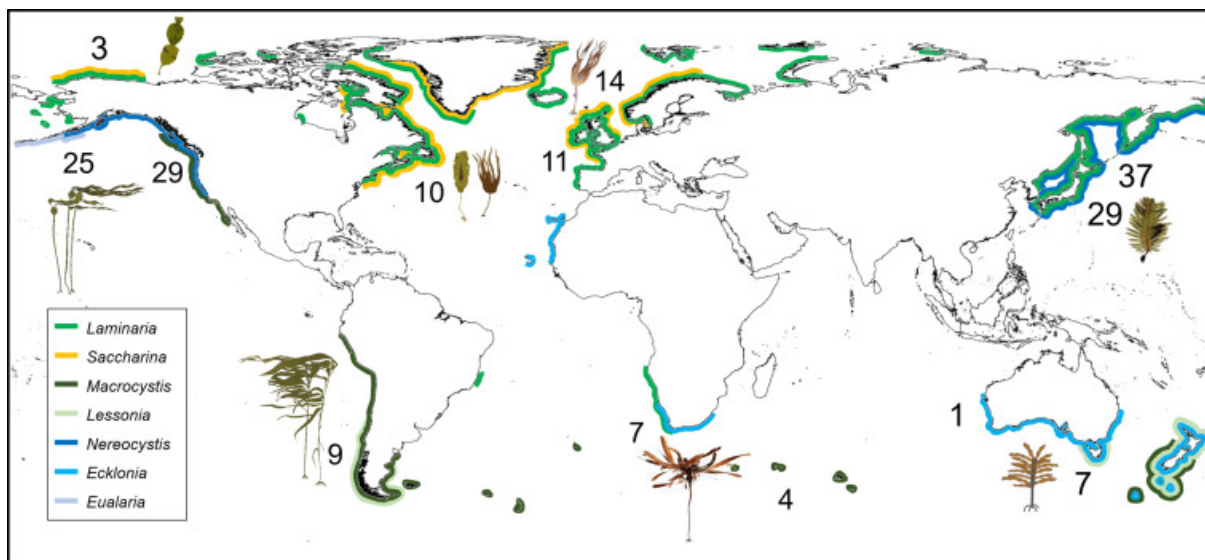 3
14
25
29
11
10
37
29
Laminaria
Saccharina
Macrocystis
Lessonia
Nereocystis
Ecklonia
Eualaria
9
7
4
1
7